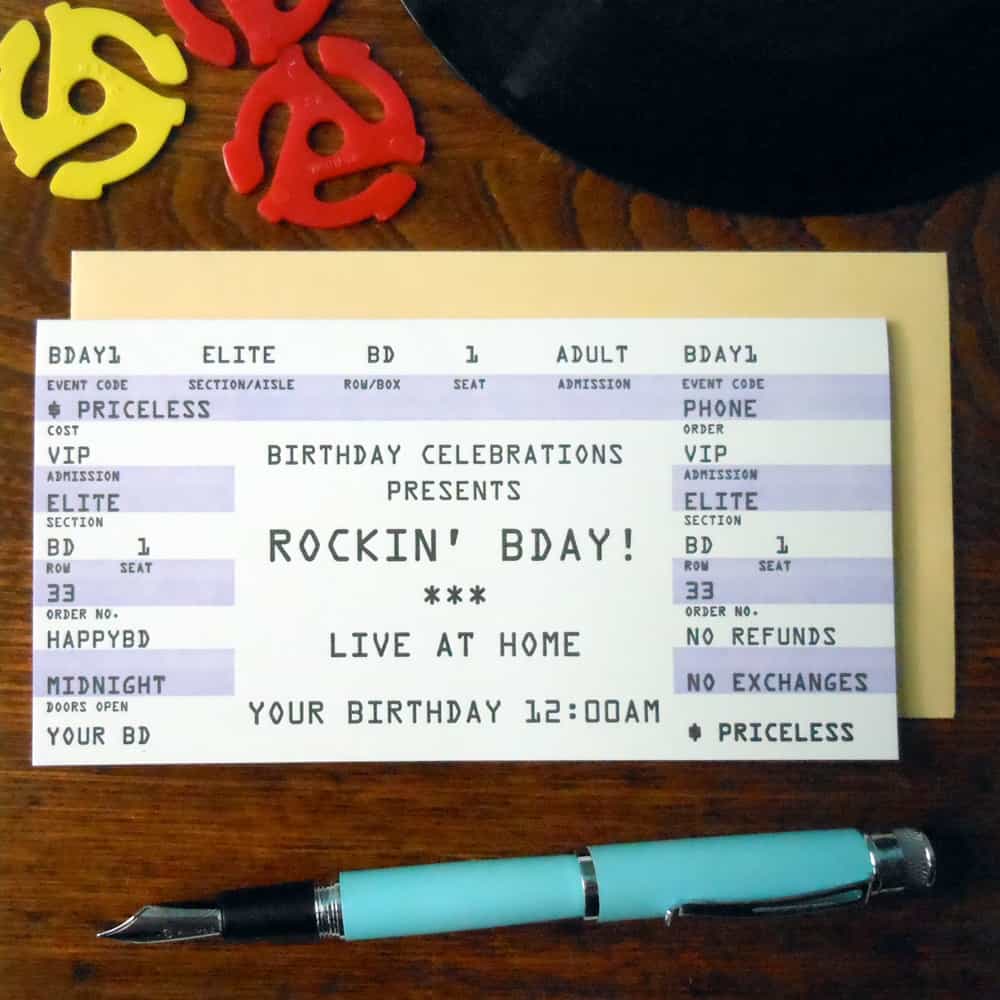 BDAY1 ELITE BD 1 ADULT BDAY1
EVENT CODE SECTION/AISLE ROW/BOX SEAT ADMISSION EVENT CODE
$ PRICELESS PHONE
COST ORDER
VIP BIRTHDAY CELEBRATIONS VIP
ADMISSION ADMISSION
PRESENTS
ELITE ELITE
SECTION SECTION
BD 1 ROCKIN' BDAY! BD 1
ROW SEAT ROW SEAT
33 *** 33
ORDER NO. ORDER NO.
HAPPYBD LIVE AT HOME NO REFUNDS
MIDNIGHT NO EXCHANGES
DOORS OPEN
YOUR BIRTHDAY 12:00AM
YOUR BD $ PRICELESS